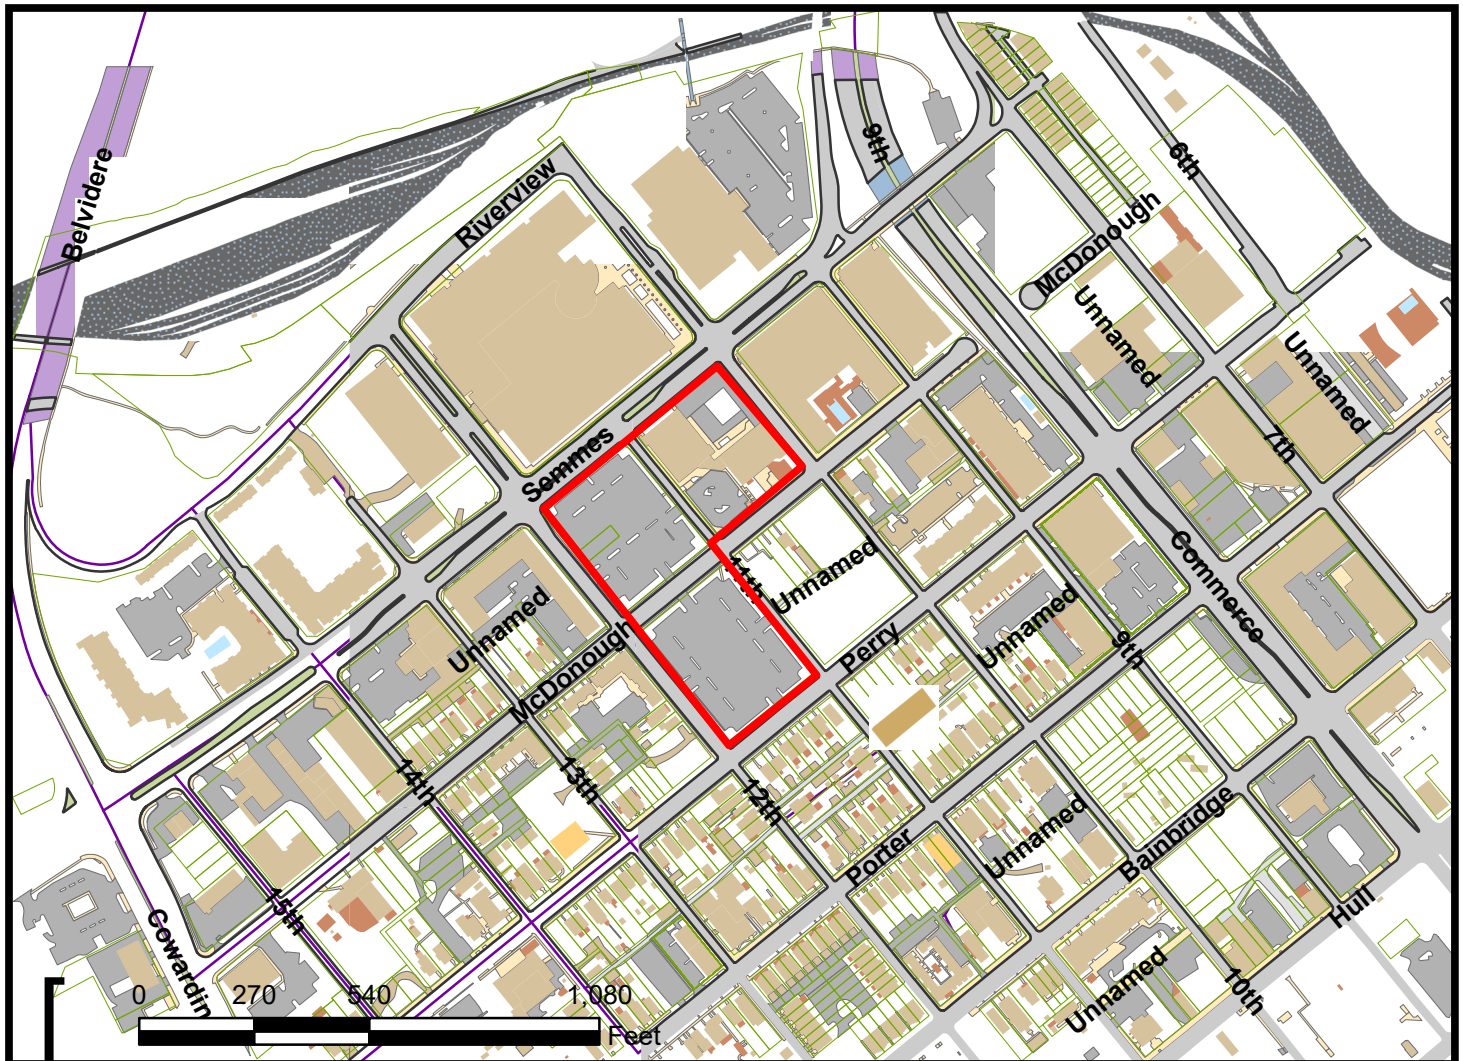 Belvidere
Riverview
9th
6th
McDonough
Unnamed
Unnamed
7th
Semmes
11th
Unnamed
Commerce
Unnamed
McDonough
Perry
Unnamed
9th
14th
13th
12th
Porter
Unnamed
Bainbridge
15th
Cowardin
Hull
Unnamed
10th
0 270 540 1,080
Feet